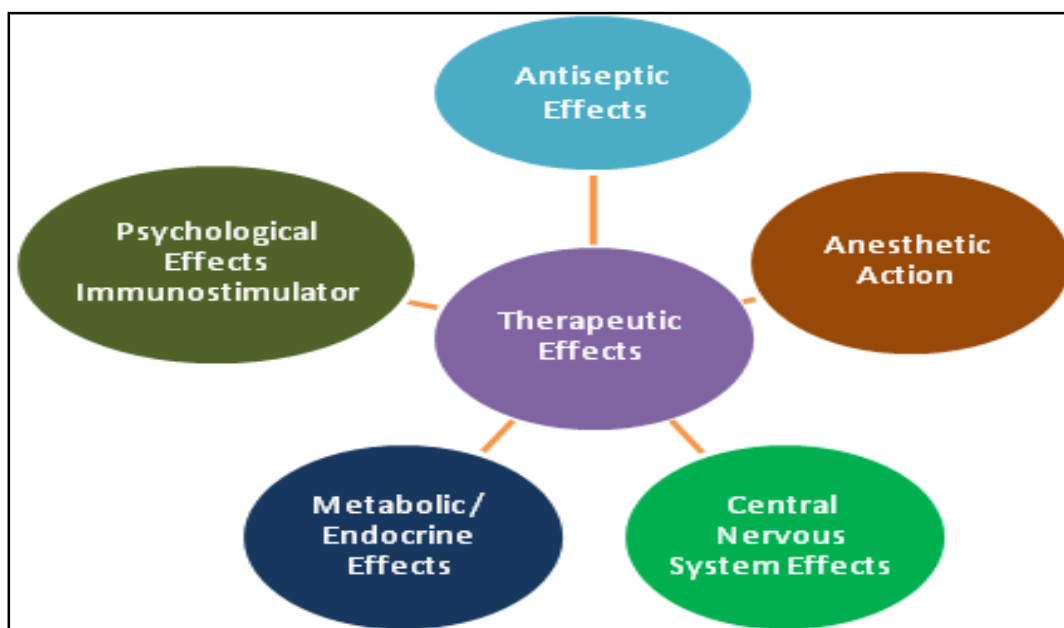 Antiseptic
Effects
Psychological
Effects
Immunostimulator
Anesthetic
Action
Therapeutic
Effects
Metabolic/
Endocrine
Effects
Central
Nervous
System Effects